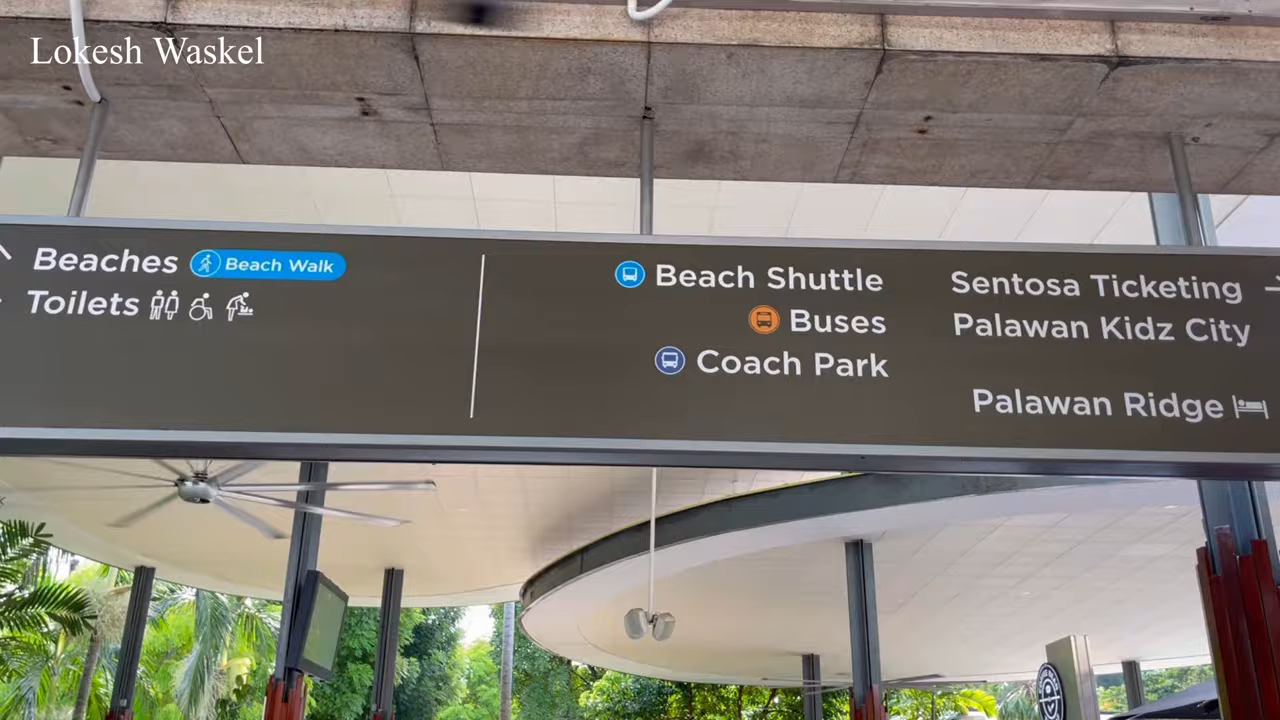 Lokesh Waskel
Beaches Beach Walk
Toilets
Beach Shuttle
Buses
Coach Park
Sentosa Ticketing
Palawan Kidz City
Palawan Ridge